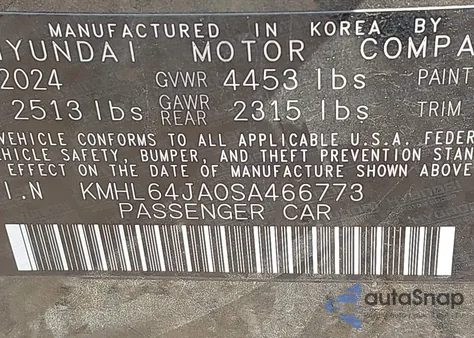 MANUFACTURED IN KOREA BY
HYUNDAI MOTOR COMPA
2024 GVWR 4453 lbs PAINT
2513 lbs GAWR REAR 2315 lbs TRIM
VEHICLE CONFORMS TO ALL APPLICABLE U.S.A. FEDER
HICLE SAFETY, BUMPER, AND THEFT PREVENTION STAN
EFFECT ON THE DATE OF MANUFACTURE SHOWN ABOVE.
I.N KMHL64JA0SA466773
PASSENGER CAR
autoSnap